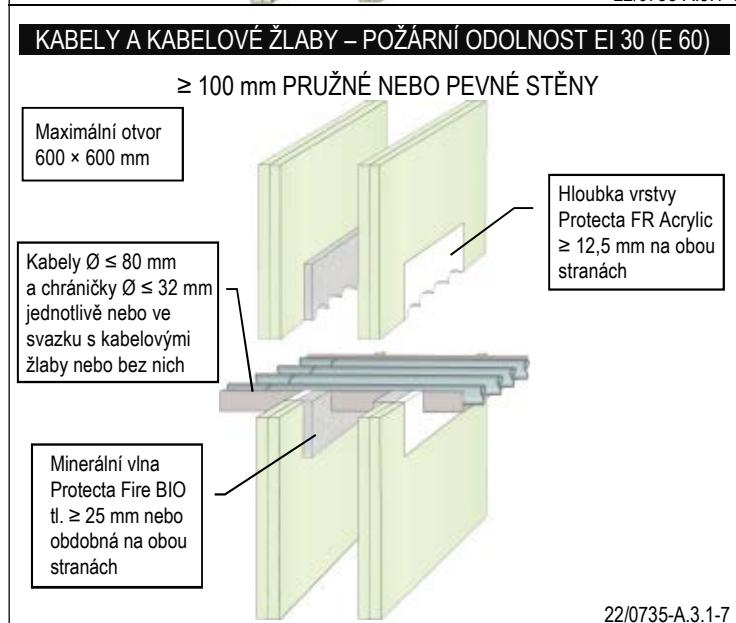 KABELY A KABELOVÉ ŽLABY – POŽÁRNÍ ODOLNOST EI 30 (E 60)
≥ 100 mm PRUŽNÉ NEBO PEVNÉ STĚNY
Maximální otvor
600 × 600 mm
Hloubka vrstvy
Protecta FR Acrylic
≥ 12,5 mm na obou
stranách
Kabely Ø ≤ 80 mm
a chráničky Ø ≤ 32 mm
jednotlivě nebo ve
svazku s kabelovými
žlaby nebo bez nich
Minerální vlna
Protecta Fire BIO
tl. ≥ 25 mm nebo
obdobná na obou
stranách
22/0735-A.3.1-7